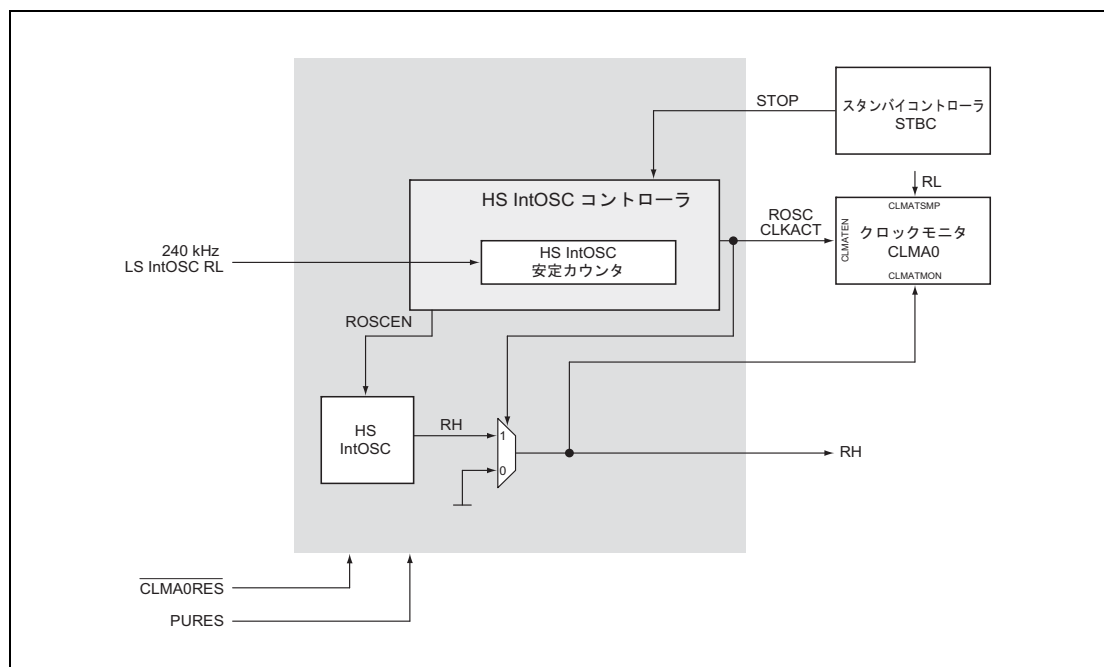 STOP
スタンバイコントローラ
STBC
RL
HS IntOSC コントローラ
ROSC
CLKACT
CLMATSMP
CLMATEN
クロックモニタ
CLMA0
CLMATMON
240 kHz
LS IntOSC RL
HS IntOSC
安定カウンタ
ROSCEN
HS
IntOSC
RH
1
0
RH
CLMA0RES
PURES